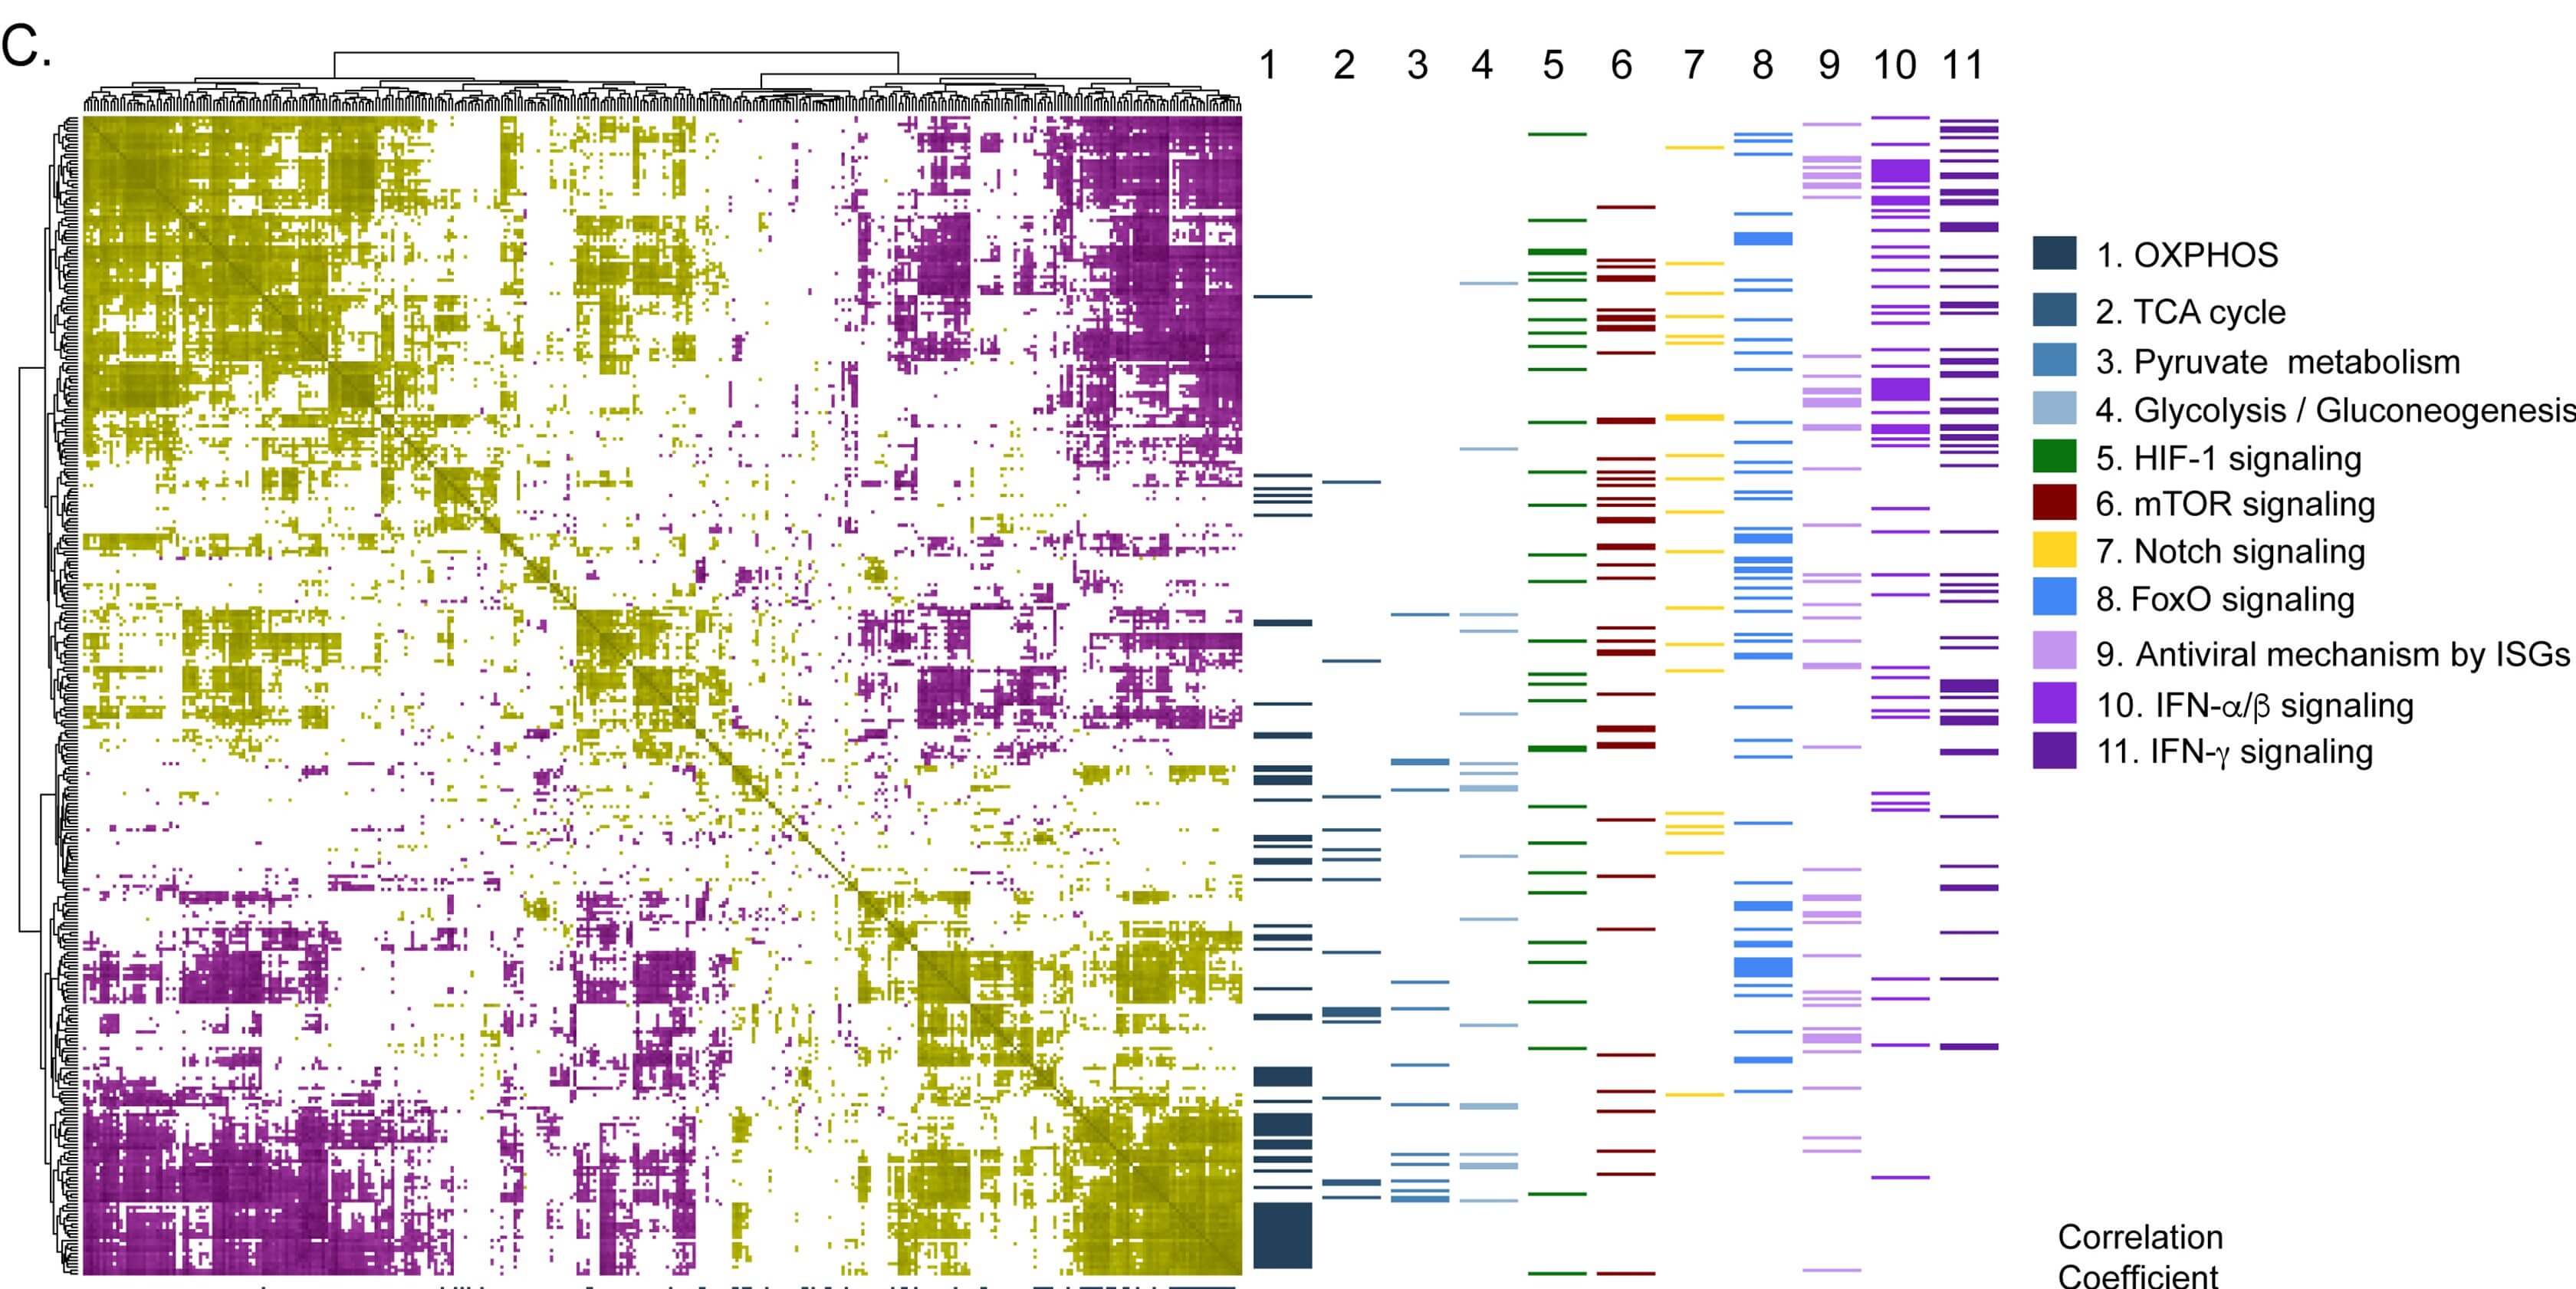 C.
1 2 3 4 5 6 7 8 9 10 11
1. OXPHOS
2. TCA cycle
3. Pyruvate  metabolism
4. Glycolysis / Gluconeogenesis
5. HIF-1 signaling
6. mTOR signaling
7. Notch signaling
8. FoxO signaling
9. Antiviral mechanism by ISGs
10. IFN-α/β signaling
11. IFN-γ signaling
Correlation
Coefficient